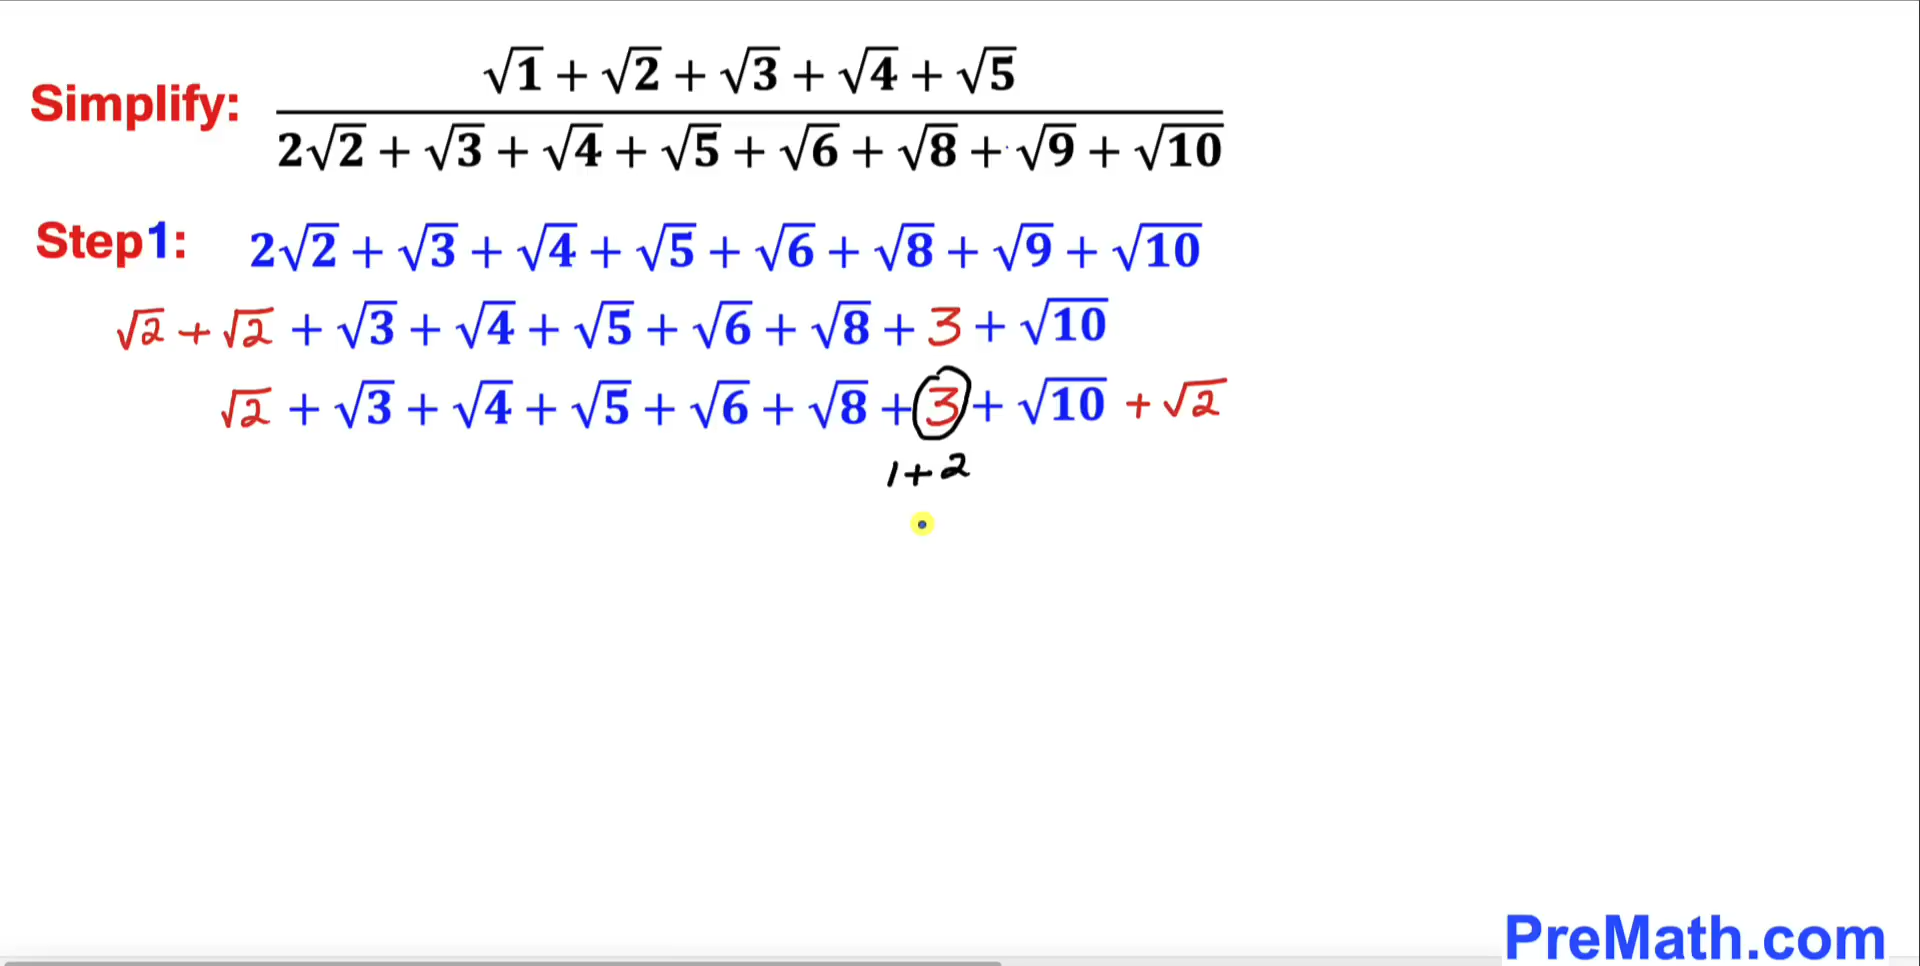 Simplify: (√1 + √2 + √3 + √4 + √5) / (2√2 + √3 + √4 + √5 + √6 + √8 + √9 + √10)
Step1: 2√2 + √3 + √4 + √5 + √6 + √8 + √9 + √10
√2 + √2 + √3 + √4 + √5 + √6 + √8 + 3 + √10
√2 + √3 + √4 + √5 + √6 + √8 + 3 + √10 + √2
1+2
PreMath.com